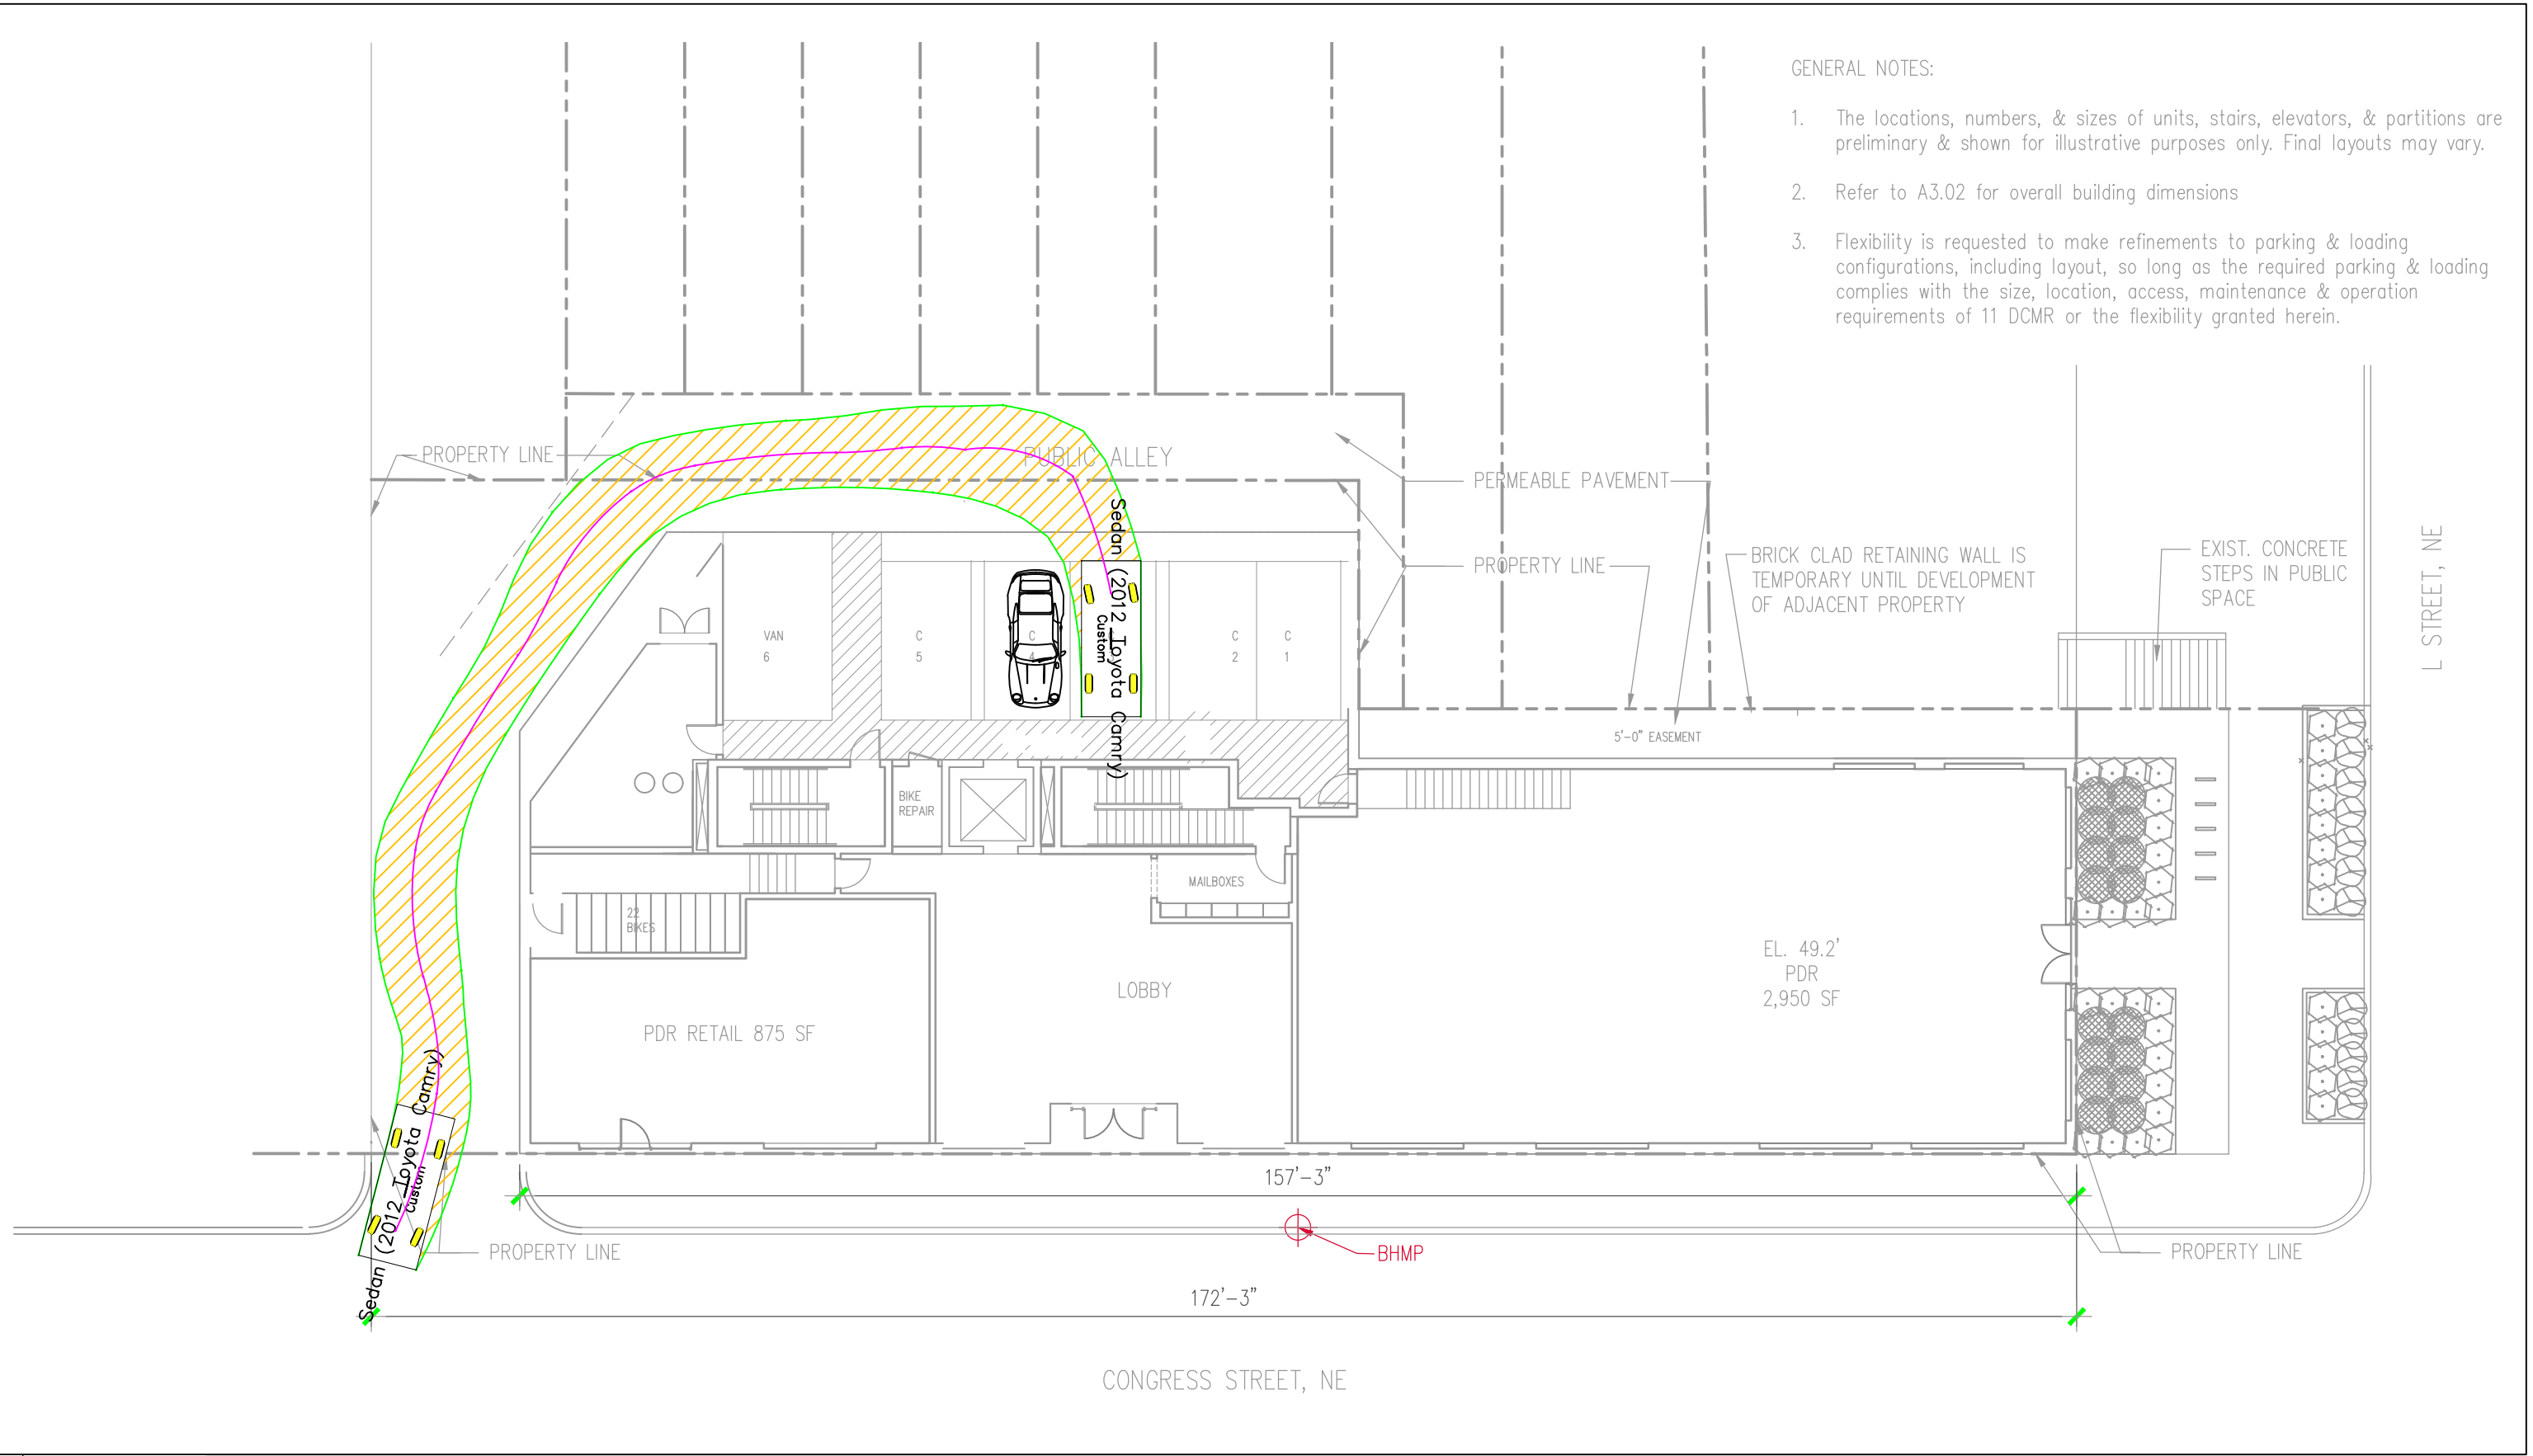 GENERAL NOTES:
1. The locations, numbers, & sizes of units, stairs, elevators, & partitions are
preliminary & shown for illustrative purposes only. Final layouts may vary.
2. Refer to A3.02 for overall building dimensions
3. Flexibility is requested to make refinements to parking & loading
configurations, including layout, so long as the required parking & loading
complies with the size, location, access, maintenance & operation
requirements of 11 DCMR or the flexibility granted herein.
PROPERTY LINE
PUBLIC ALLEY
PERMEABLE PAVEMENT
PROPERTY LINE
BRICK CLAD RETAINING WALL IS
TEMPORARY UNTIL DEVELOPMENT
OF ADJACENT PROPERTY
EXIST. CONCRETE
STEPS IN PUBLIC
SPACE
L STREET, NE
Sedan (2012_Toyota Camry)
Custom
VAN
6
C
5
C
4
C
2
C
1
5'-0" EASEMENT
BIKE
REPAIR
MAILBOXES
22
BIKES
EL. 49.2'
PDR
2,950 SF
LOBBY
PDR RETAIL 875 SF
Sedan (2012_Toyota Camry)
Custom
157'-3"
PROPERTY LINE
BHMP
PROPERTY LINE
172'-3"
CONGRESS STREET, NE